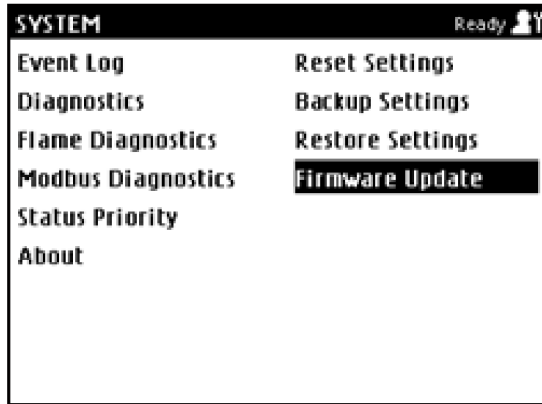 SYSTEM
Ready
Event Log
Diagnostics
Flame Diagnostics
Modbus Diagnostics
Status Priority
About
Reset Settings
Backup Settings
Restore Settings
Firmware Update